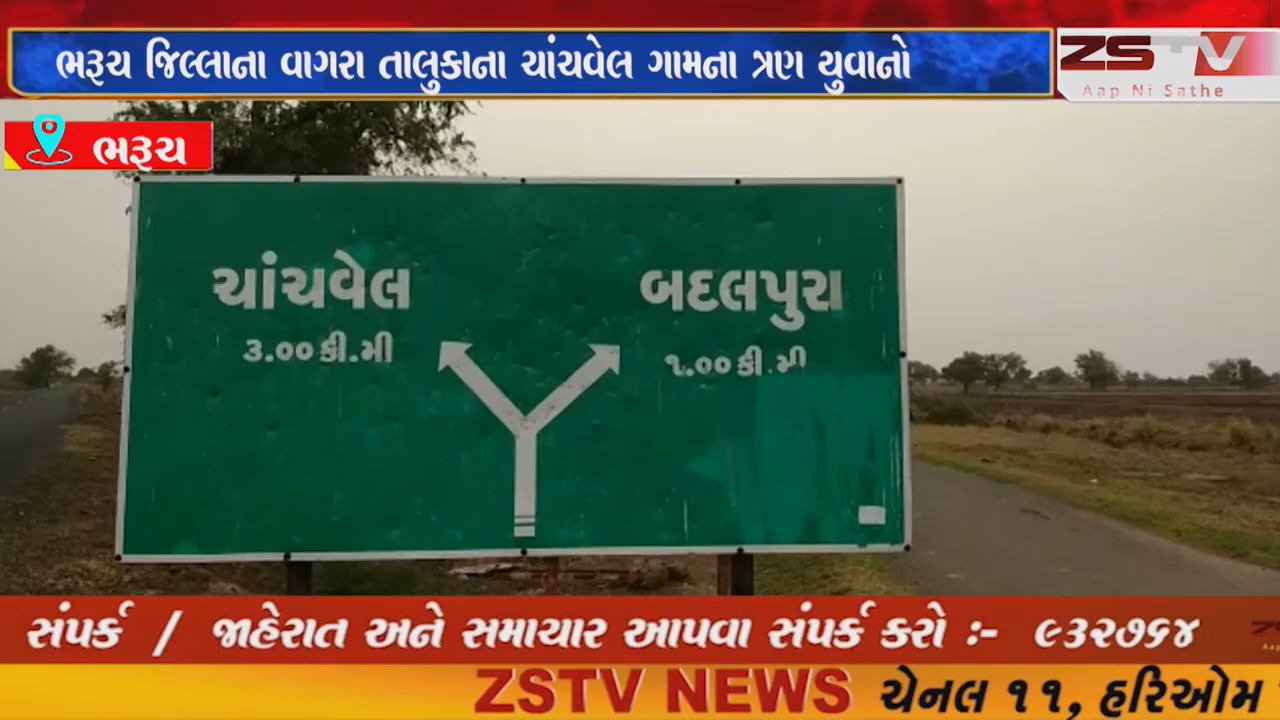 ભરૂચ જિલ્લાના વાગરા તાલુકાના ચાંચવેલ ગામના ત્રણ યુવાનો
ZSTV
Aap Ni Sathe
ભરૂચ
ચાંચવેલ
૩.૦૦ કી.મી
બદલપુરા
૧.૦૦ કી.મી
સંપર્ક / જાહેરાત અને સમાચાર આપવા સંપર્ક કરો :- ૯૩૨૭૬૪
ZSTV NEWS ચેનલ ૧૧, હરિઓમ